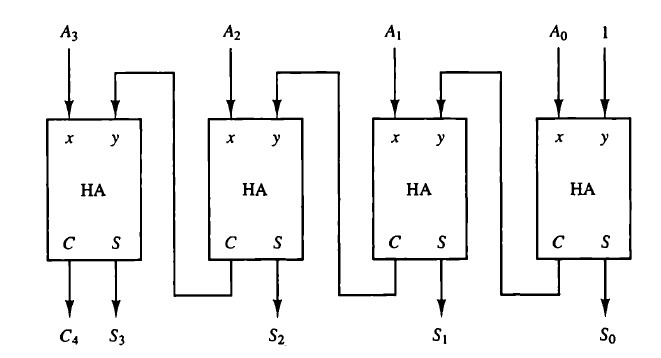 A₃ A₂ A₁ A₀ 1
x y x y x y x y
HA HA HA HA
C S C S C S C S
C₄ S₃ S₂ S₁ S₀